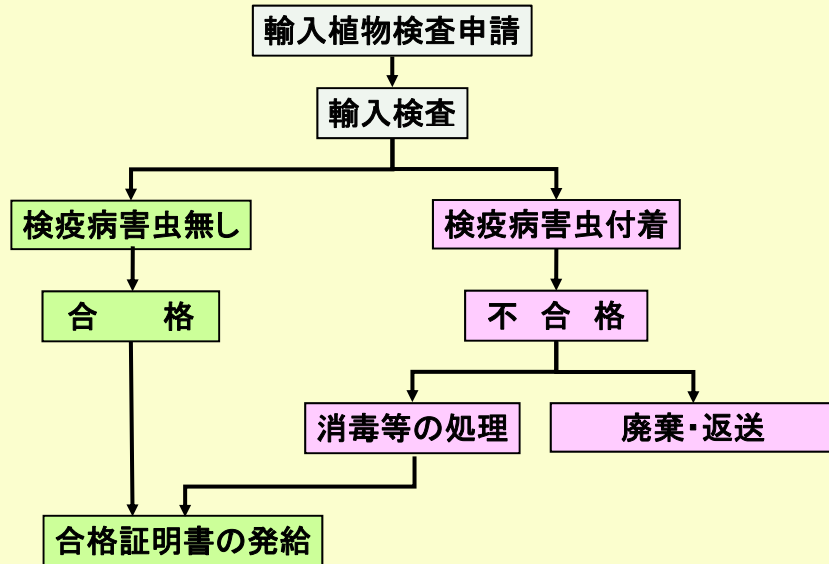 輸入植物検査申請
輸入検査
検疫病害虫無し
検疫病害虫付着
合　　格
不 合 格
消毒等の処理
廃棄・返送
合格証明書の発給